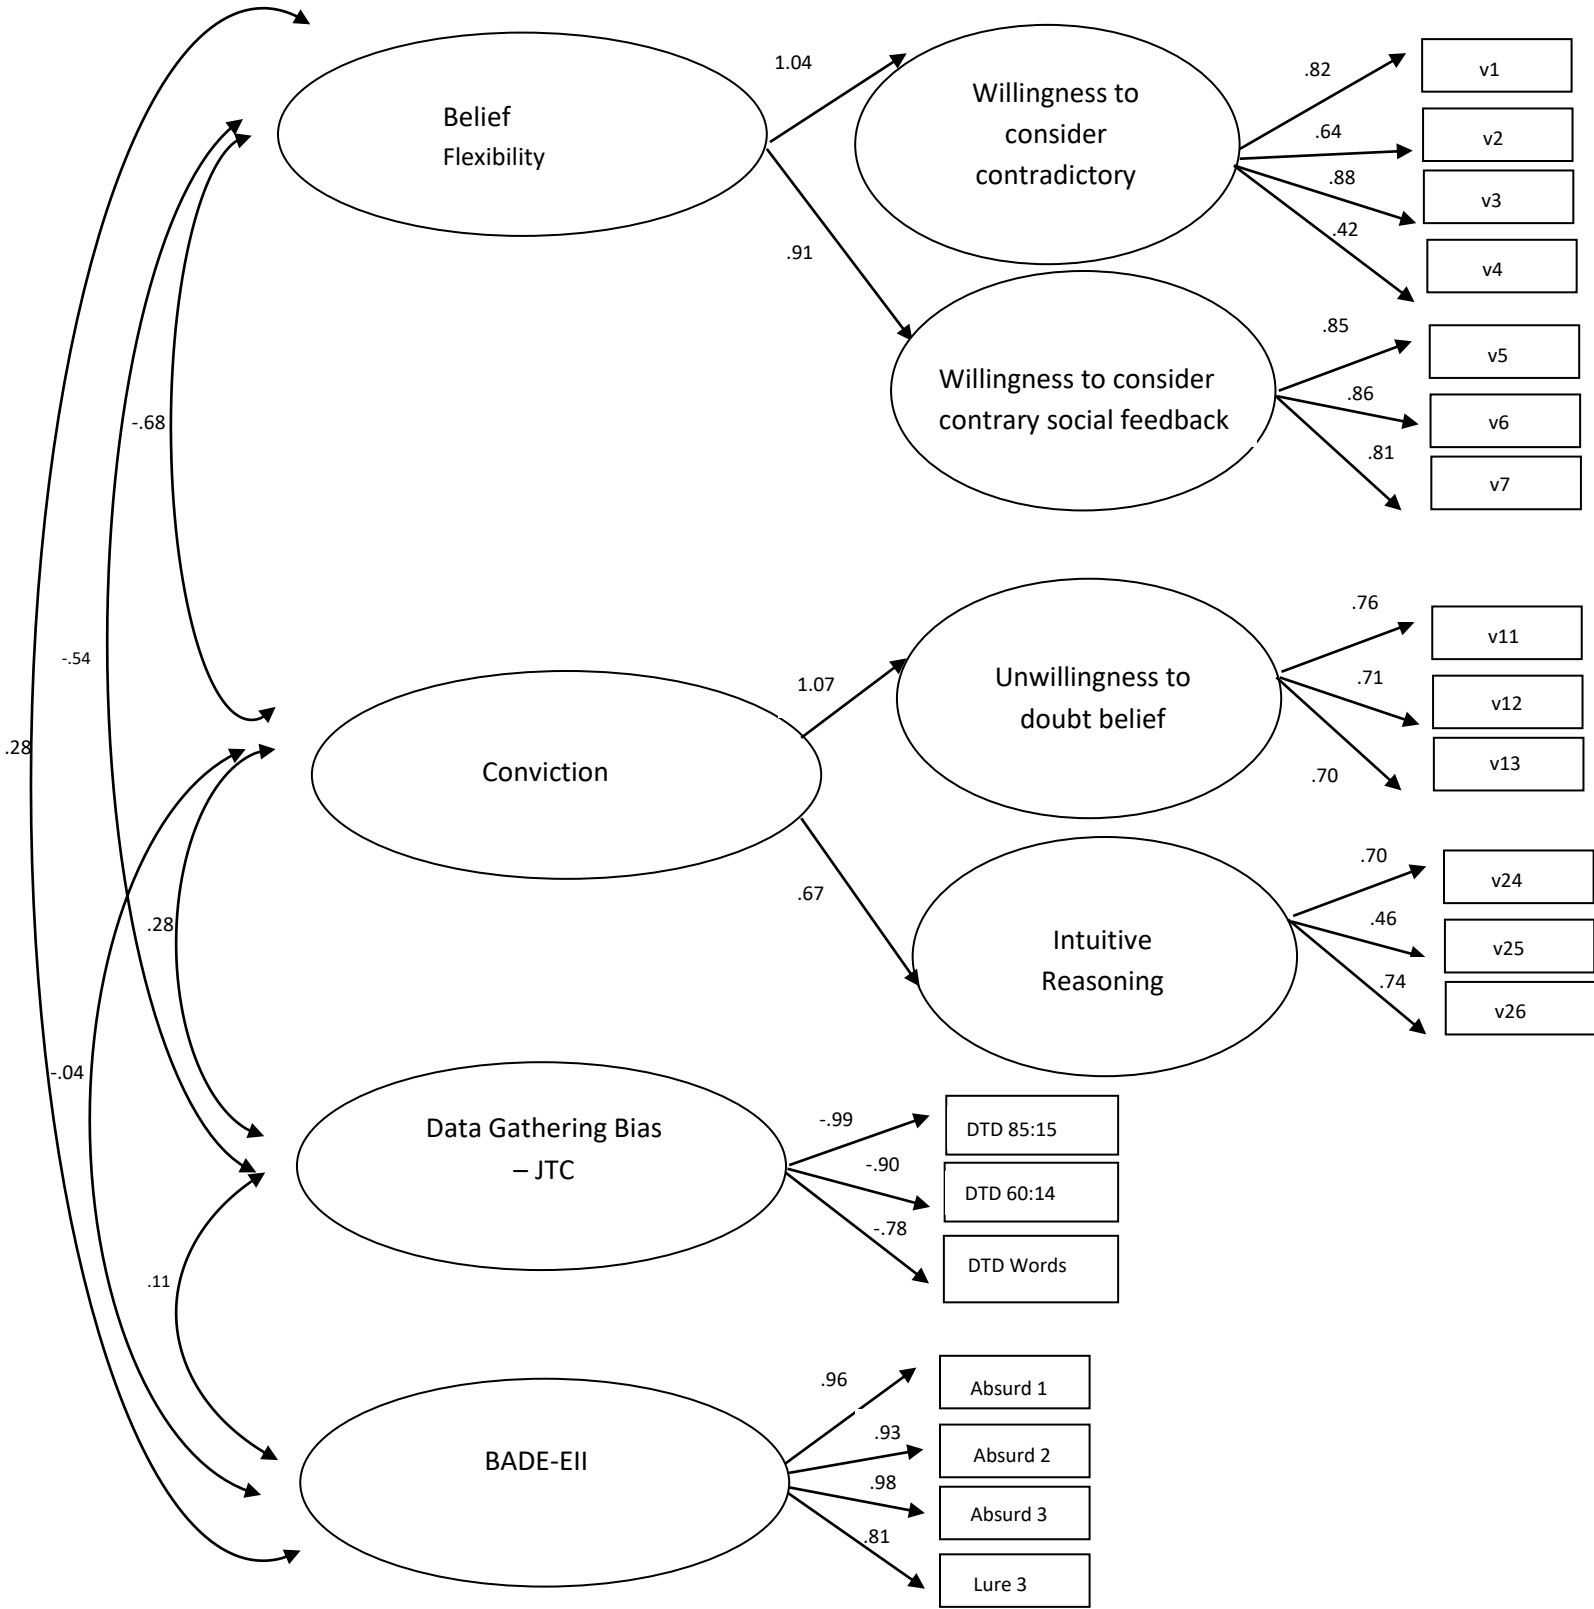 1.04
Belief
Flexibility
Willingness to
consider
contradictory
.82
v1
.64
v2
.88
v3
.42
v4
.91
Willingness to consider
contrary social feedback
.85
v5
.86
v6
.81
v7
-.68
-.54
.28
1.07
Conviction
Unwillingness to
doubt belief
.76
v11
.71
v12
.70
v13
.67
Intuitive
Reasoning
.70
v24
.46
v25
.74
v26
.28
-.04
Data Gathering Bias
– JTC
-.99
DTD 85:15
-.90
DTD 60:14
-.78
DTD Words
.11
BADE-EII
.96
Absurd 1
.93
Absurd 2
.98
Absurd 3
.81
Lure 3